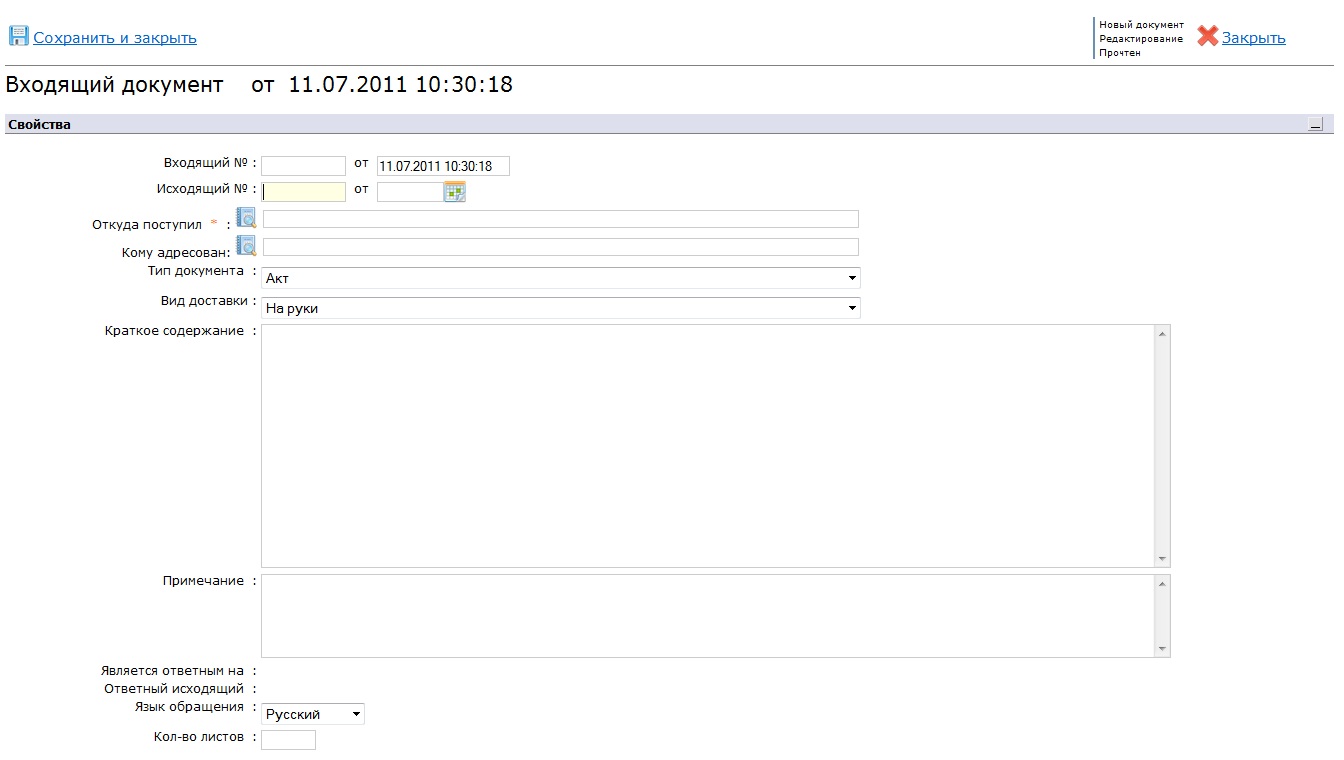 Сохранить и закрыть
Новый документ
Редактирование
Прочтен
Закрыть
Входящий документ от 11.07.2011 10:30:18
Свойства
Входящий № : от 11.07.2011 10:30:18
Исходящий № : от
Откуда поступил * :
Кому адресован:
Тип документа : Акт
Вид доставки : На руки
Краткое содержание :
Примечание :
Является ответным на :
Ответный исходящий :
Язык обращения : Русский
Кол-во листов :